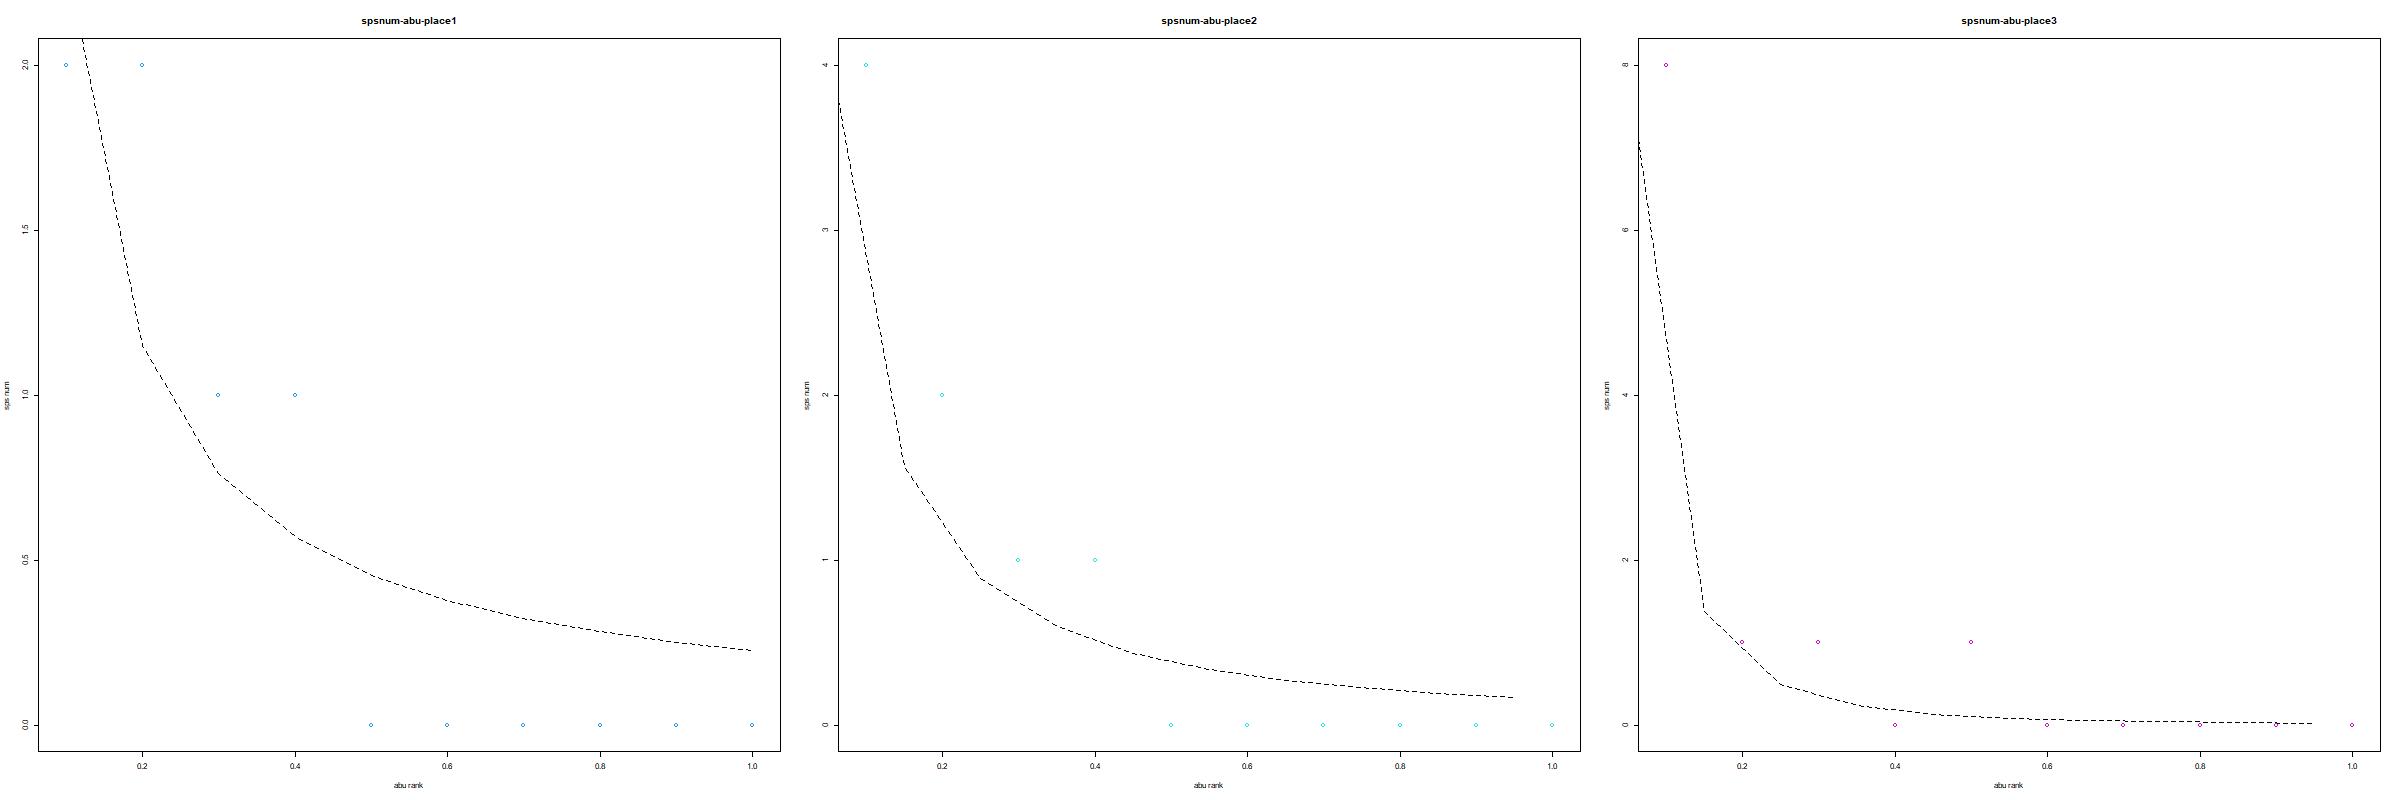 spsnum-abu-place1
2.0
1.5
1.0
0.5
0.0
sps num
0.2 0.4 0.6 0.8 1.0
abu rank
spsnum-abu-place2
4
3
2
1
0
sps num
0.2 0.4 0.6 0.8 1.0
abu rank
spsnum-abu-place3
8
6
4
2
0
sps num
0.2 0.4 0.6 0.8 1.0
abu rank